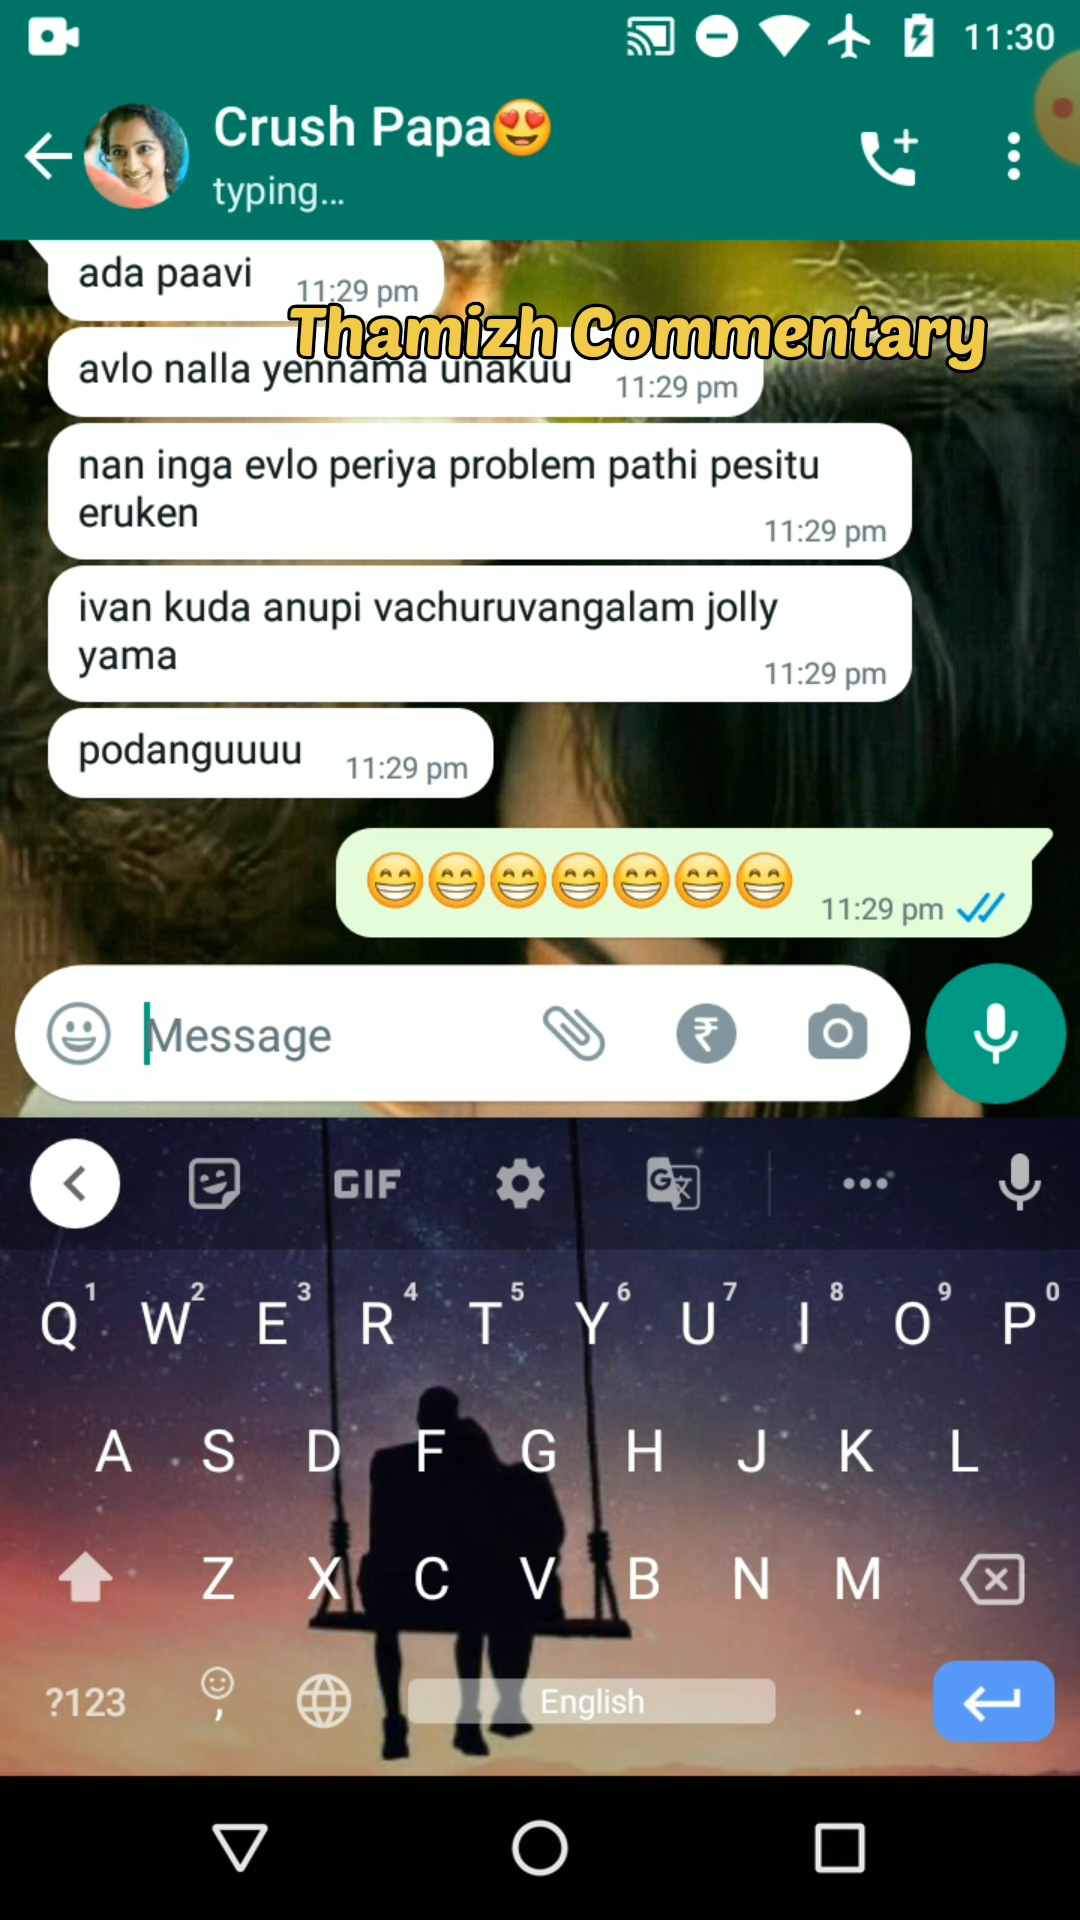 11:30
Crush Papa😍
typing...
ada paavi 11:29 pm
Thamizh Commentary
avlo nalla yennama unakuu 11:29 pm
nan inga evlo periya problem pathi pesitu
eruken 11:29 pm
ivan kuda anupi vachuruvangalam jolly
yama 11:29 pm
podanguuuu 11:29 pm
😁😁😁😁😁😁😁 11:29 pm
Message
GIF
1 2 3 4 5 6 7 8 9 0
Q W E R T Y U I O P
A S D F G H J K L
Z X C V B N M
?123 , English .